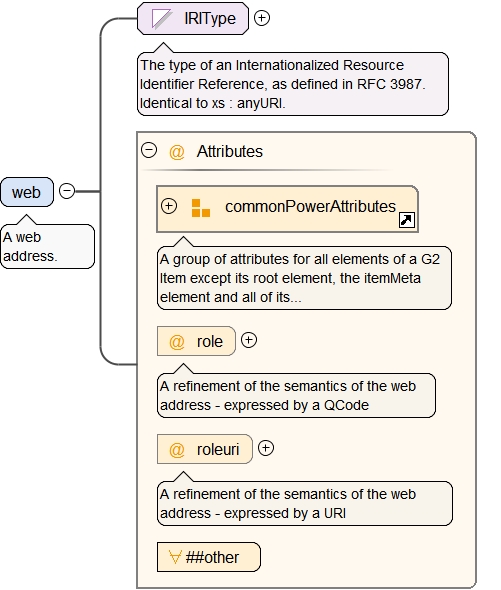 IRIType
The type of an Internationalized Resource
Identifier Reference, as defined in RFC 3987.
Identical to xs : anyURI.
@ Attributes
web
A web
address.
commonPowerAttributes
A group of attributes for all elements of a G2
Item except its root element, the itemMeta
element and all of its...
@ role
A refinement of the semantics of the web
address - expressed by a QCode
@ roleuri
A refinement of the semantics of the web
address - expressed by a URI
##other